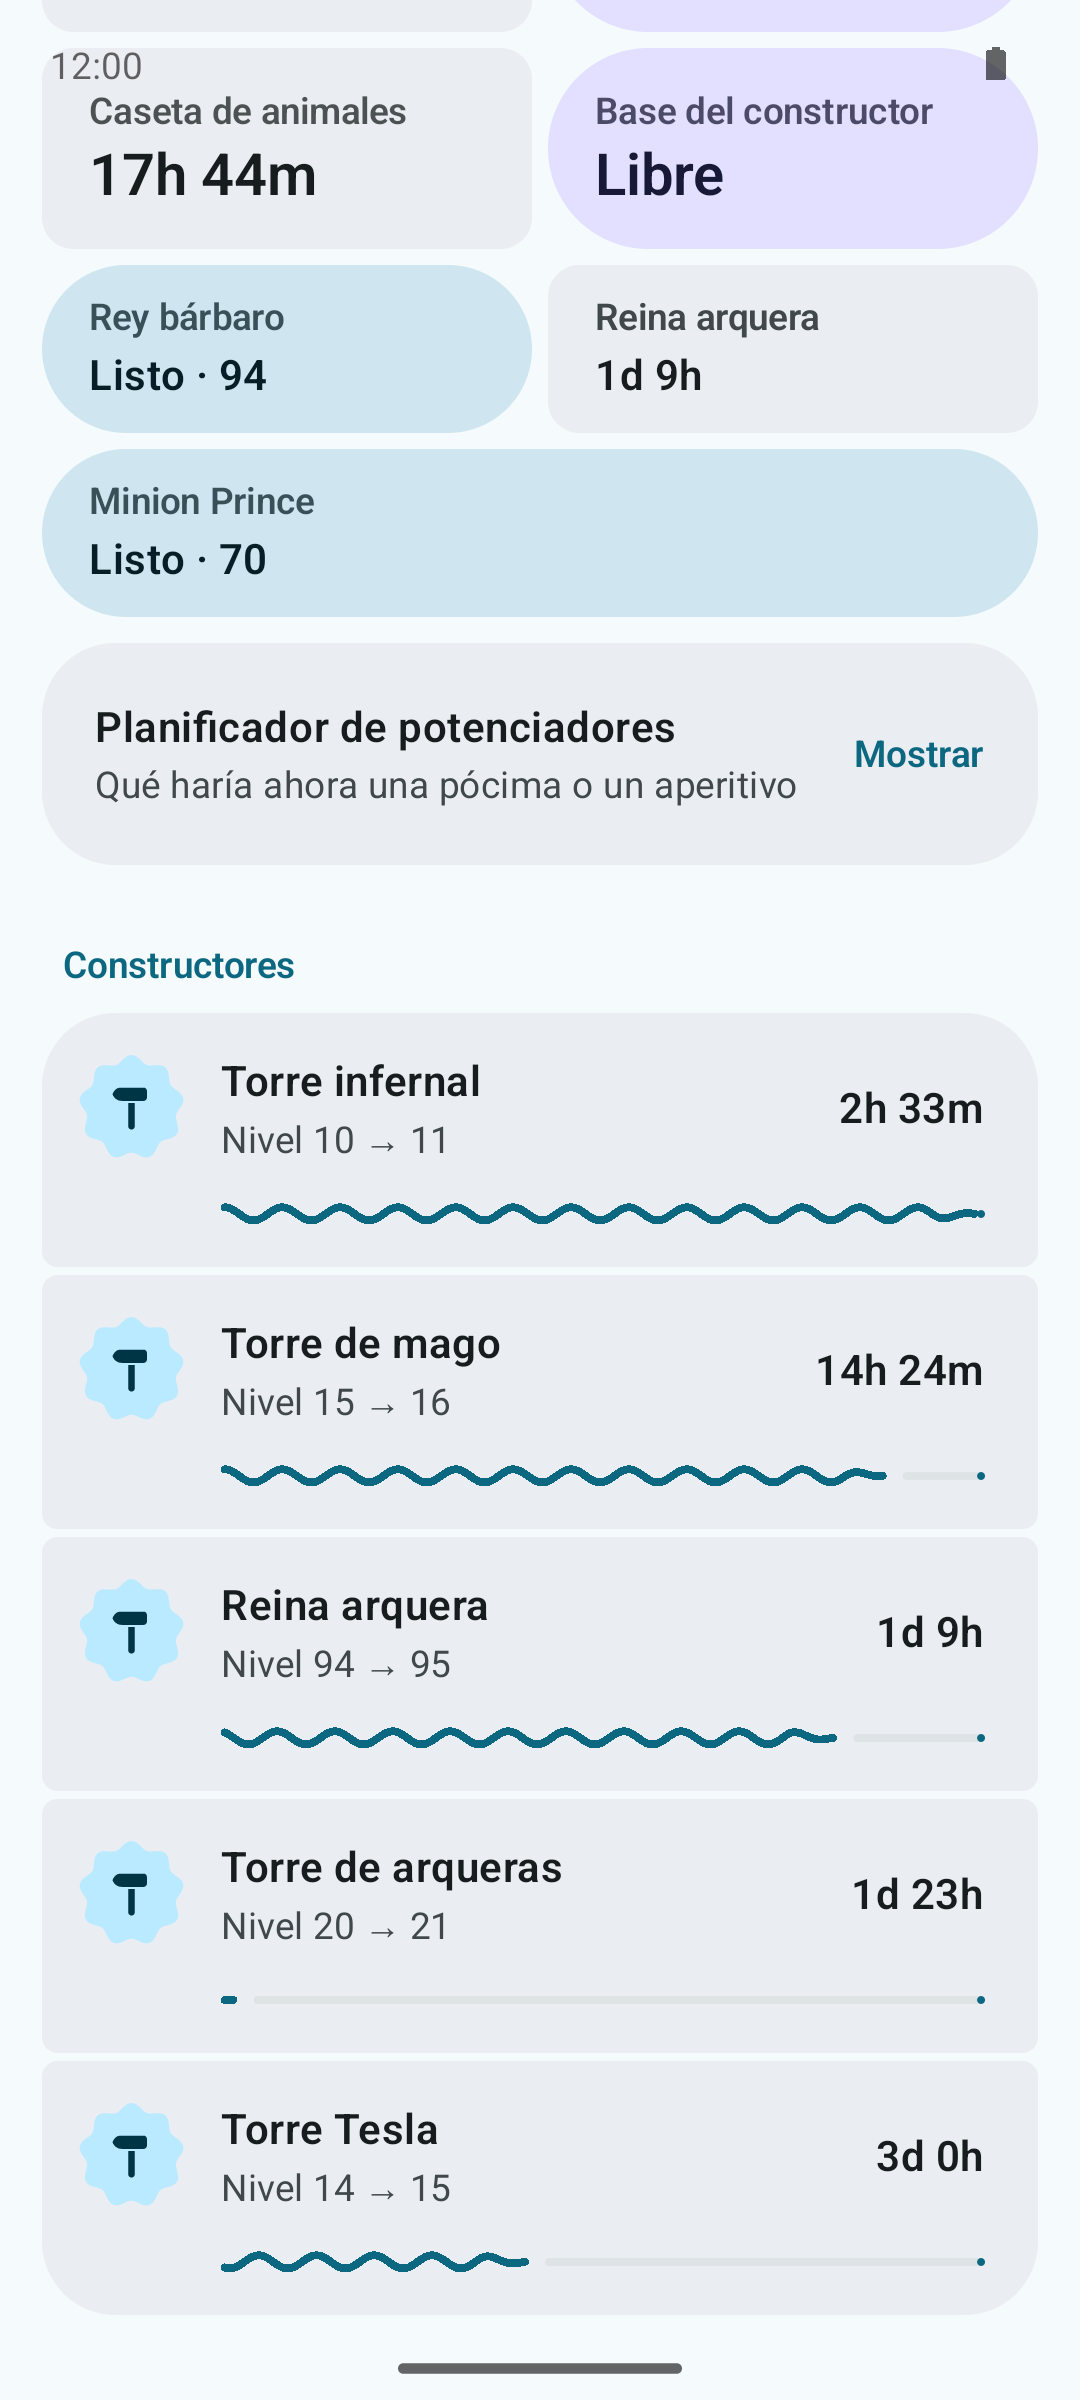 12:00
Caseta de animales
17h 44m
Base del constructor
Libre
Rey bárbaro
Listo · 94
Reina arquera
1d 9h
Minion Prince
Listo · 70
Planificador de potenciadores
Qué haría ahora una pócima o un aperitivo
Mostrar
Constructores
Torre infernal
Nivel 10 → 11
2h 33m
Torre de mago
Nivel 15 → 16
14h 24m
Reina arquera
Nivel 94 → 95
1d 9h
Torre de arqueras
Nivel 20 → 21
1d 23h
Torre Tesla
Nivel 14 → 15
3d 0h